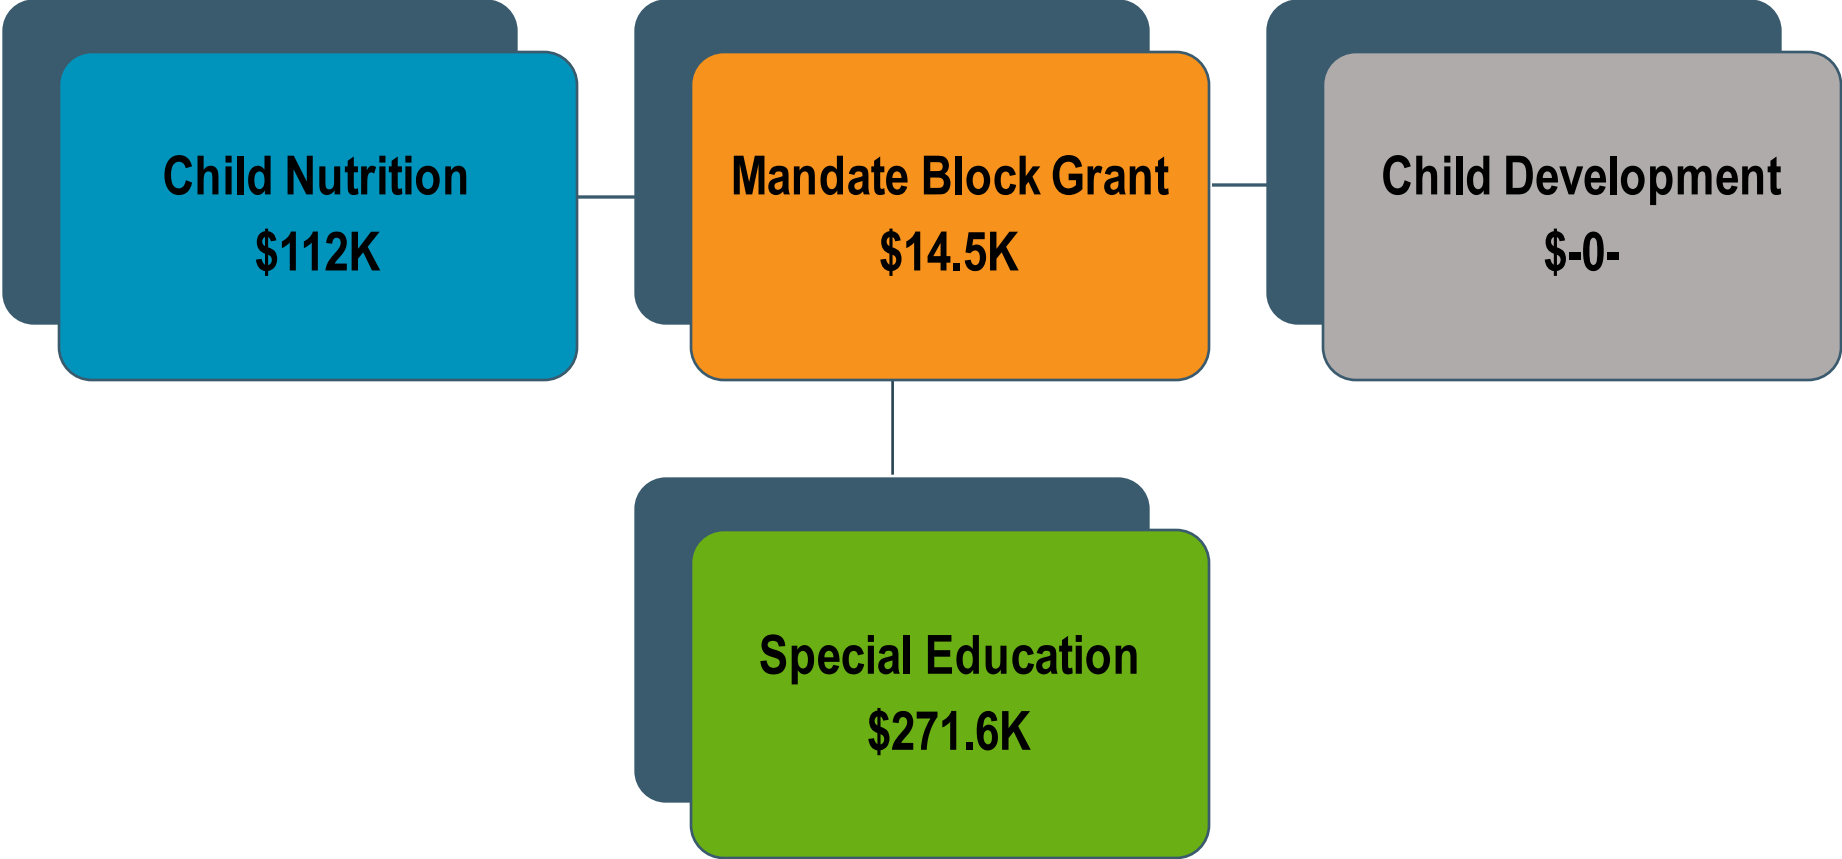 Child Nutrition
$112K
Mandate Block Grant
$14.5K
Child Development
$-0-
Special Education
$271.6K